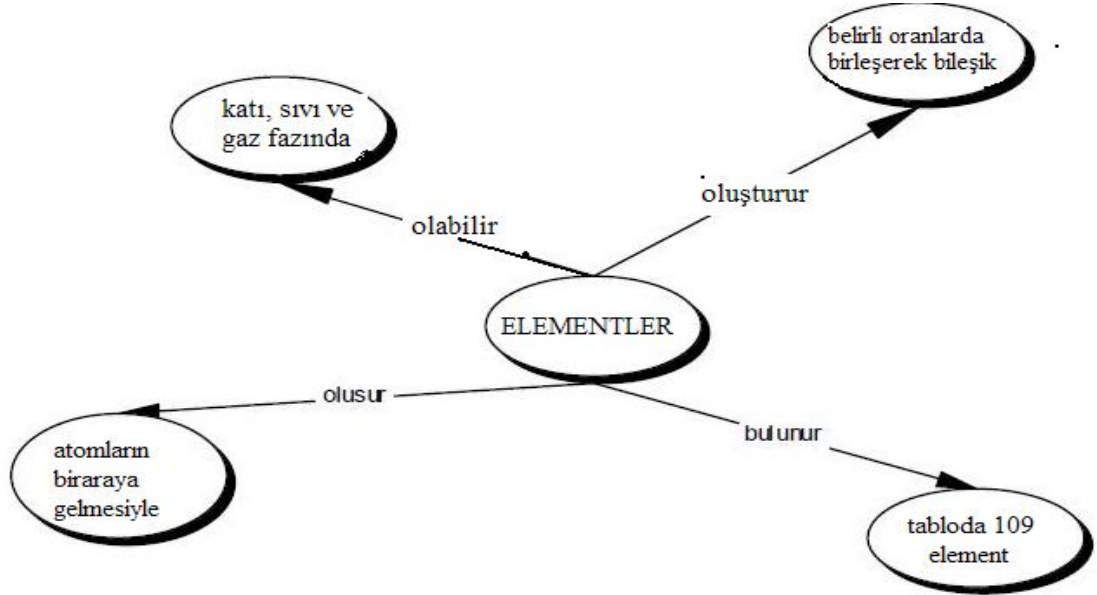 belirli oranlarda
birleşerek bileşik
katı, sıvı ve
gaz fazında
oluşturur
olabilir
ELEMENTLER
olusur
bulunur
atomların
biraraya
gelmesiyle
tabloda 109
element